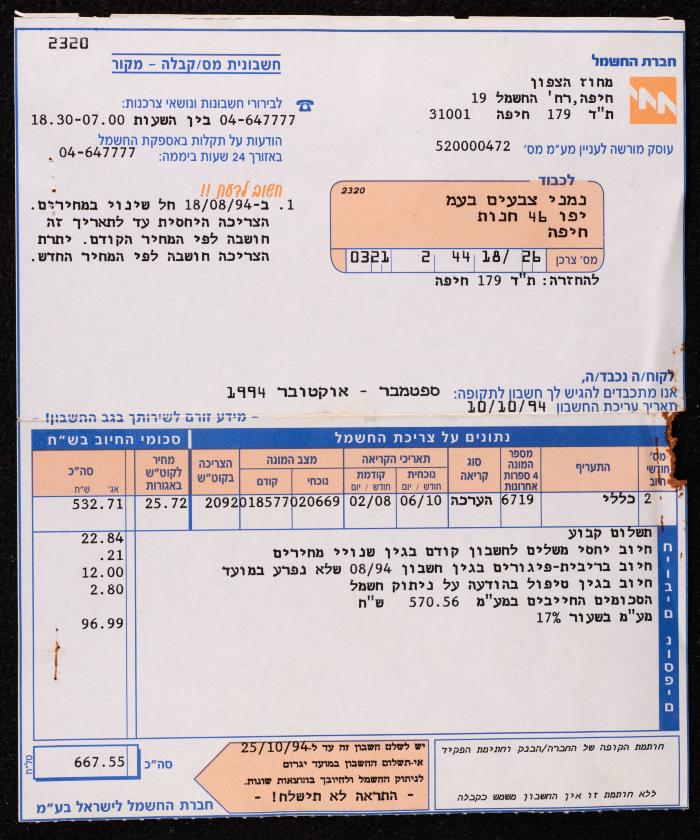 2320
חשבונית מס/קבלה - מקור
חברת החשמל
מחוז הצפון
חיפה,רח' החשמל 19
ת"ד 179 חיפה 31001
עוסק מורשה לעניין מע"מ מס' 520000472
לבירורי חשבונות ונושאי צרכנות:
04-647777 בין השעות 18.30-07.00
הודעות על תקלות באספקת החשמל
באזורך 24 שעות ביממה: 04-647777
חשוב לדעת !!
1. ב-18/08/94 חל שינוי במחירים.
הצריכה היחסית עד לתאריך זה
חושבה לפי המחיר הקודם. יתרת
הצריכה חושבה לפי המחיר החדש.
לכבוד
2320
נמני צבעים בעמ
יפו 46 חנות
חיפה
מס' צרכן 26 /18 44 2 0321
להחזרה: ת"ד 179 חיפה
לקוח/ה נכבד/ה,
אנו מתכבדים להגיש לך חשבון לתקופה: ספטמבר - אוקטובר 1994
תאריך עריכת החשבון 10/10/94
- מידע זורם לשירותך בגב החשבון! -
נתונים על צריכת החשמל
סכומי החיוב בש"ח
מס' חודשי חיוב
התעריף
מספר המונה 4 ספרות אחרונות
סוג קריאה
תאריכי הקריאה
נוכחית חודש / יום
קודמת חודש / יום
מצב המונה
נוכחי
קודם
הצריכה בקוט"ש
מחיר לקוט"ש באגורות
סה"כ
אג' ש"ח
2 כללי 6719 הערכה 06/10 02/08 020669 018577 2092 25.72 532.71
חיובים נוספים
תשלום קבוע 22.84
חיוב יחסי משלים לחשבון קודם בגין שנויי מחירים .21
חיוב בריבית-פיגורים בגין חשבון 08/94 שלא נפרע במועד 12.00
חיוב בגין טיפול בהודעה על ניתוק חשמל 2.80
הסכומים החייבים במע"מ 570.56 ש"ח
מע"מ בשעור 17% 96.99
חותמת הקופה של החברה/הבנק וחתימת הפקיד
ללא חותמת זו אין החשבון משמש כקבלה
יש לשלם חשבון זה עד ל-25/10/94
אי-תשלום החשבון במועד יגרום
לניתוק החשמל ולחיובך בהוצאות שונות.
- התראה לא תישלח! -
סה"כ 667.55
חברת החשמל לישראל בע"מ